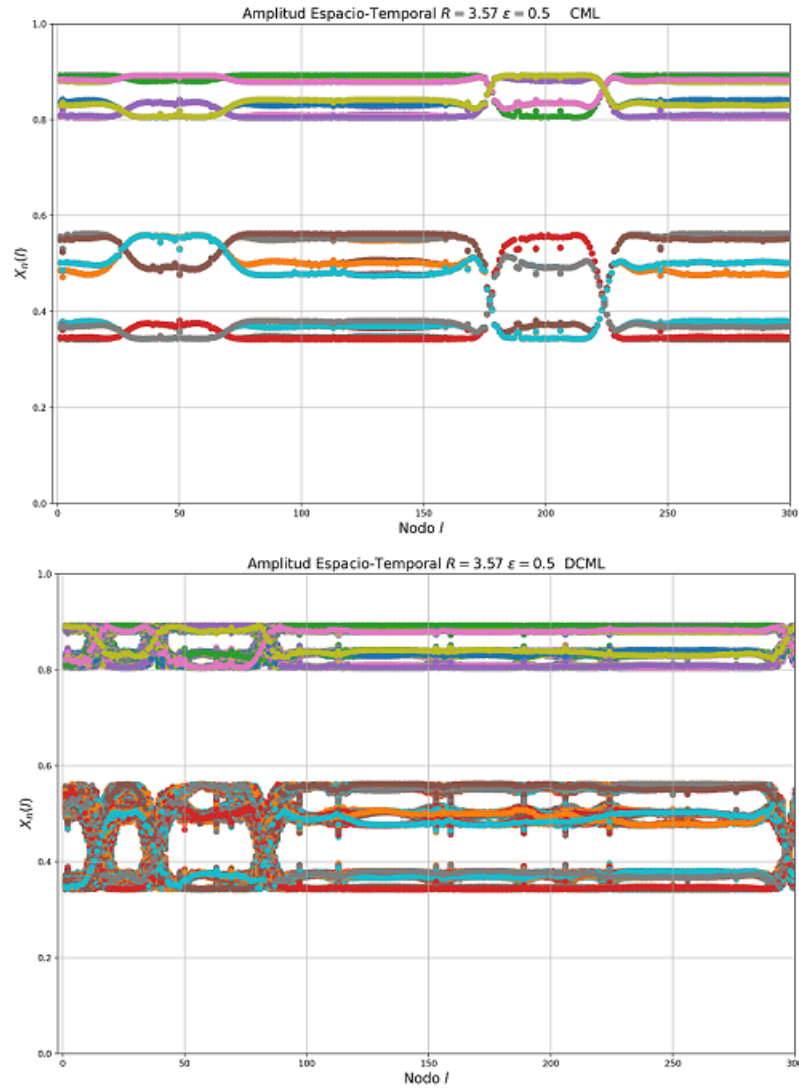 Amplitud Espacio-Temporal R = 3.57 ε = 0.5 CML
1.0
0.8
0.6
0.4
0.2
0.0
X_n(l)
0 50 100 150 200 250 300
Nodo l
Amplitud Espacio-Temporal R = 3.57 ε = 0.5 DCML
1.0
0.8
0.6
0.4
0.2
0.0
X_n(l)
0 50 100 150 200 250 300
Nodo l